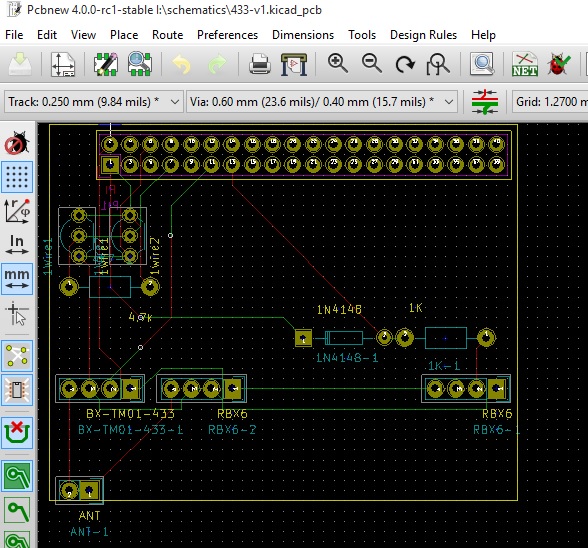 Pcbnew 4.0.0-rc1-stable I:\schematics\433-v1.kicad_pcb
File Edit View Place Route Preferences Dimensions Tools Design Rules Help
NET
Track: 0.250 mm (9.84 mils) * Via: 0.60 mm (23.6 mils)/ 0.40 mm (15.7 mils) * Grid: 1.2700 m
In
mm
1Wire1 1wire1 1wire2
4.7k
1N4148 1K
1N4148-1 1K-1
BX-TM01-433 RBX6 RBX6
BX-TM01-433-1 RBX6-2 RBX6-1
ANT
ANT-1